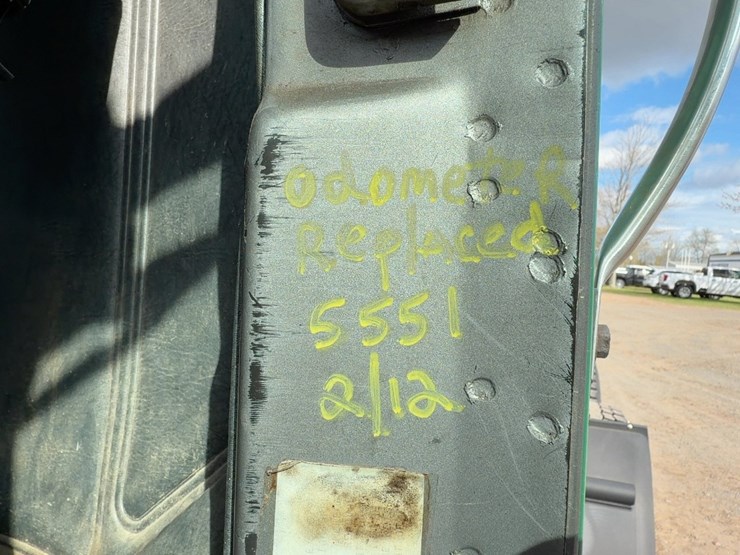 OdometeR
Replaced
5551
2/12